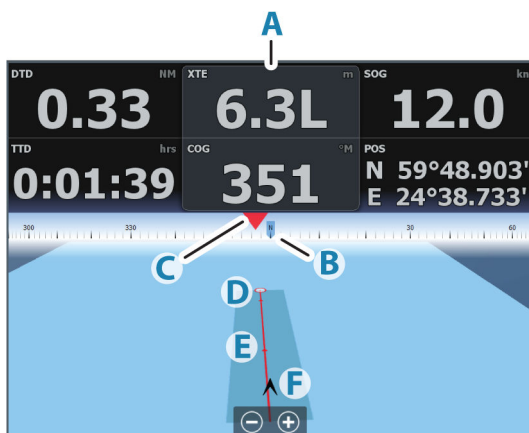 A
DTD NM XTE m SOG kn
0.33 6.3L 12.0
TTD hrs COG °M POS
0:01:39 351 N 59°48.903'
E 24°38.733'
300 330 N 30 60
C B
D
E
F